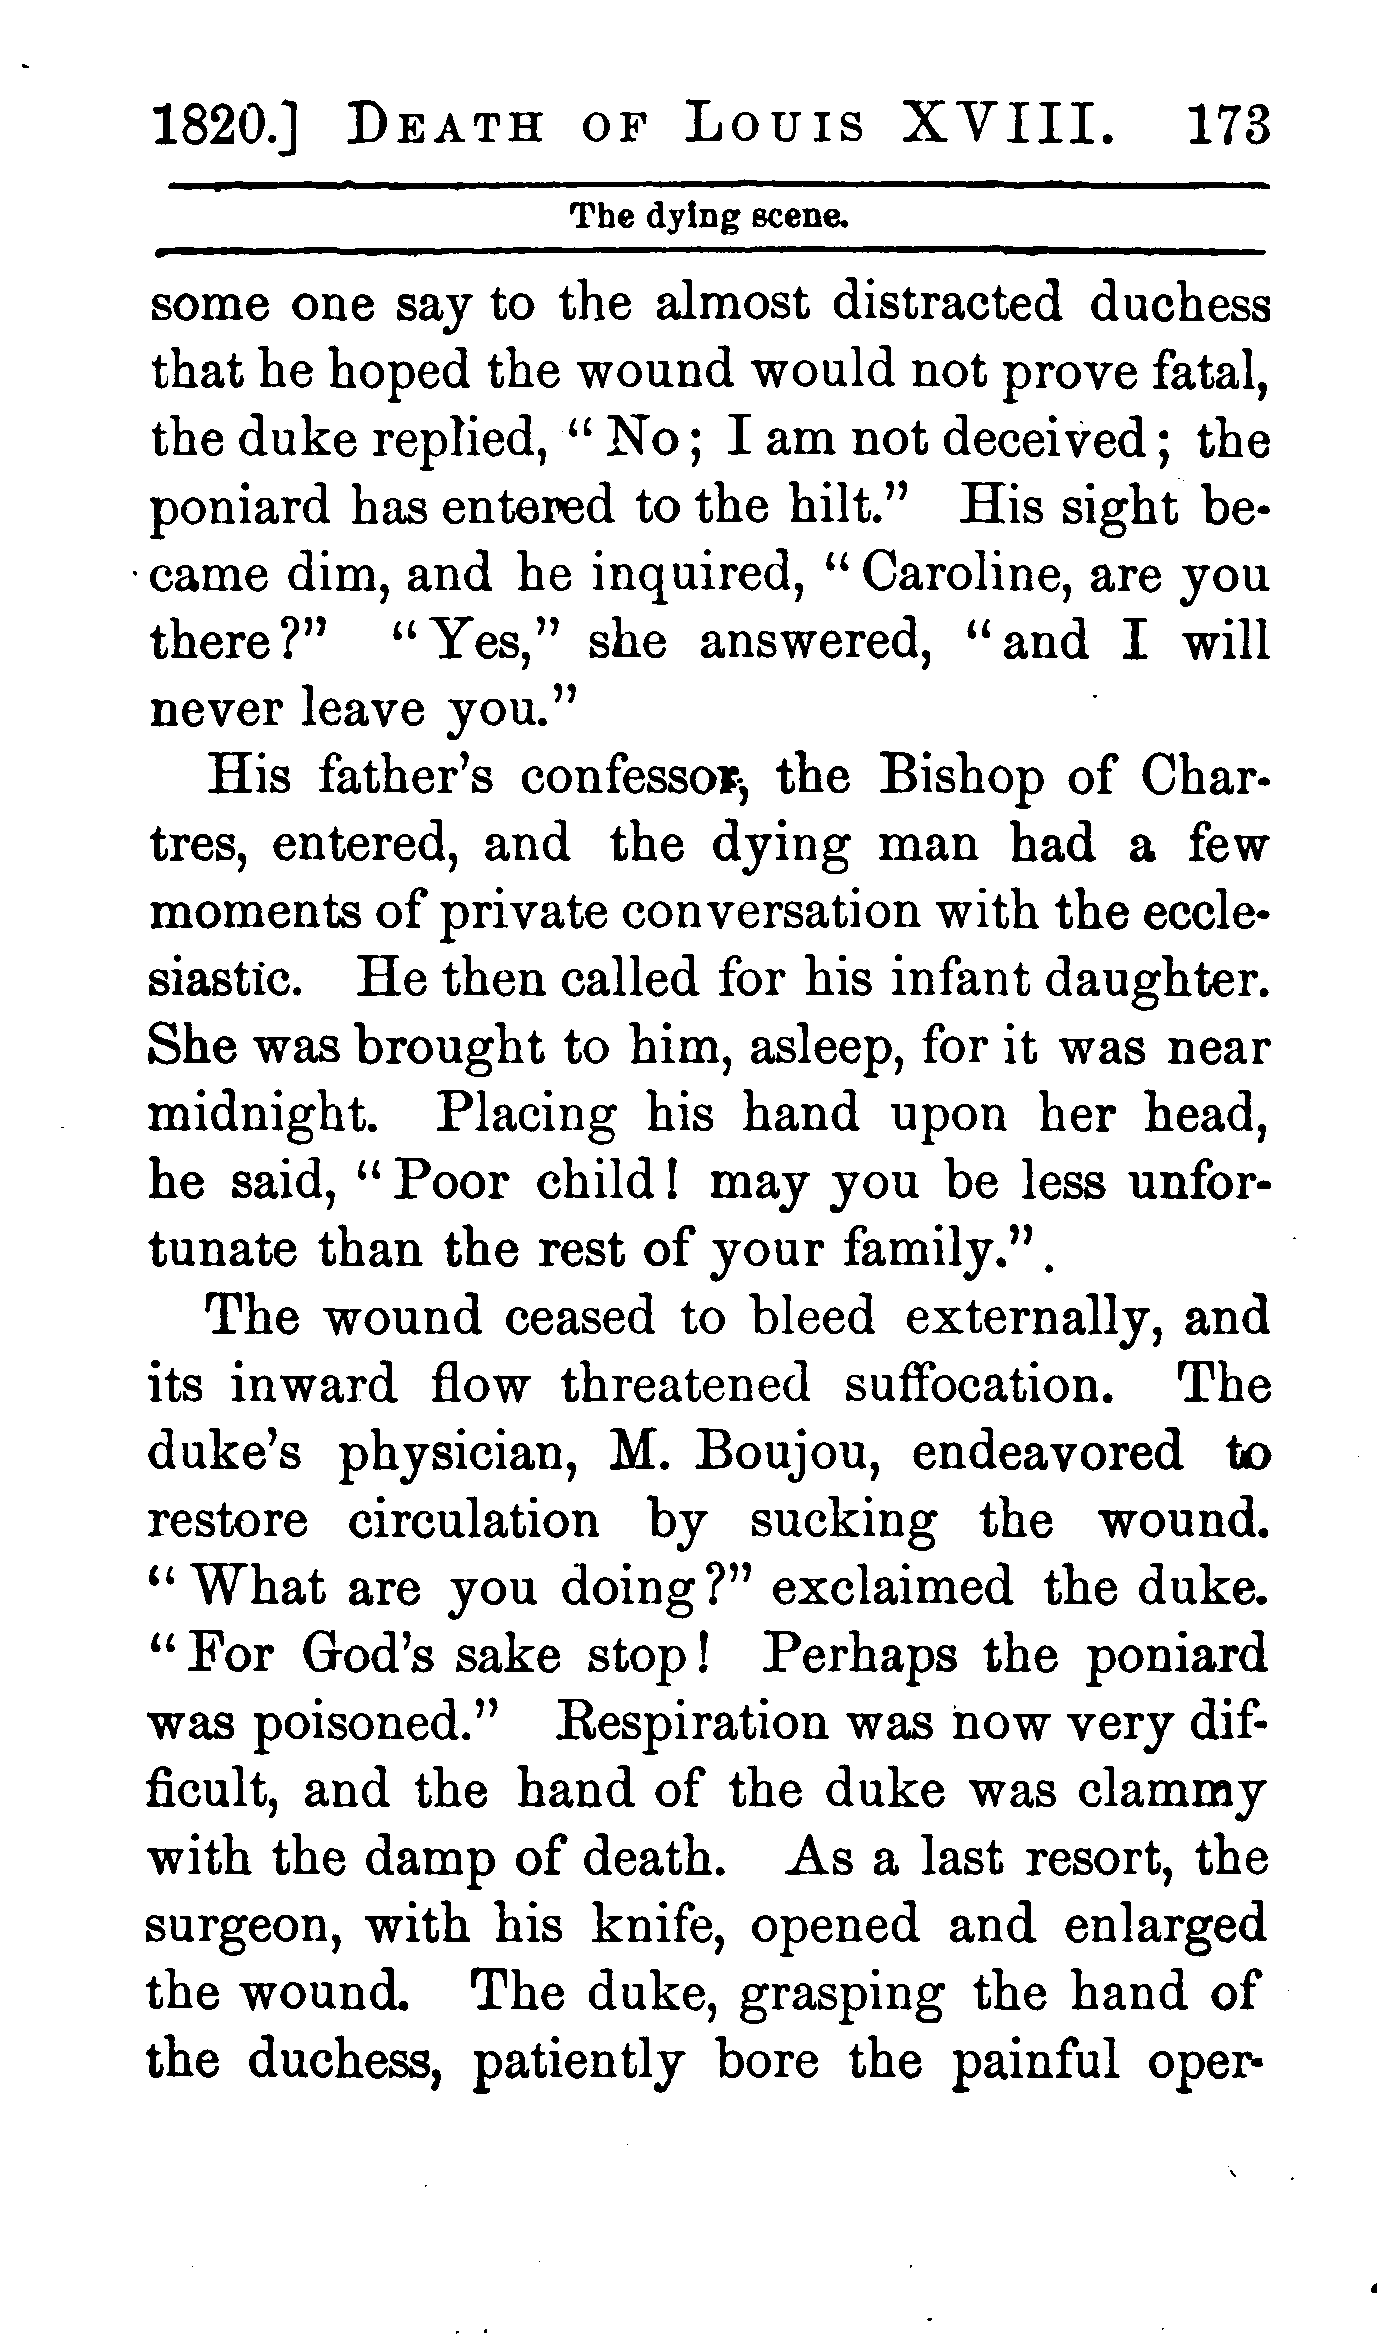 1820.] DEATH OF LOUIS XVIII. 173
The dying scene.
some one say to the almost distracted duchess
that he hoped the wound would not prove fatal,
the duke replied, “No; I am not deceived; the
poniard has entered to the hilt.” His sight be-
came dim, and he inquired, “Caroline, are you
there?” “Yes,” she answered, “and I will
never leave you.”
His father’s confessor, the Bishop of Char-
tres, entered, and the dying man had a few
moments of private conversation with the eccle-
siastic. He then called for his infant daughter.
She was brought to him, asleep, for it was near
midnight. Placing his hand upon her head,
he said, “Poor child! may you be less unfor-
tunate than the rest of your family.”
The wound ceased to bleed externally, and
its inward flow threatened suffocation. The
duke’s physician, M. Boujou, endeavored to
restore circulation by sucking the wound.
“What are you doing?” exclaimed the duke.
“For God’s sake stop! Perhaps the poniard
was poisoned.” Respiration was now very dif-
ficult, and the hand of the duke was clammy
with the damp of death. As a last resort, the
surgeon, with his knife, opened and enlarged
the wound. The duke, grasping the hand of
the duchess, patiently bore the painful oper-